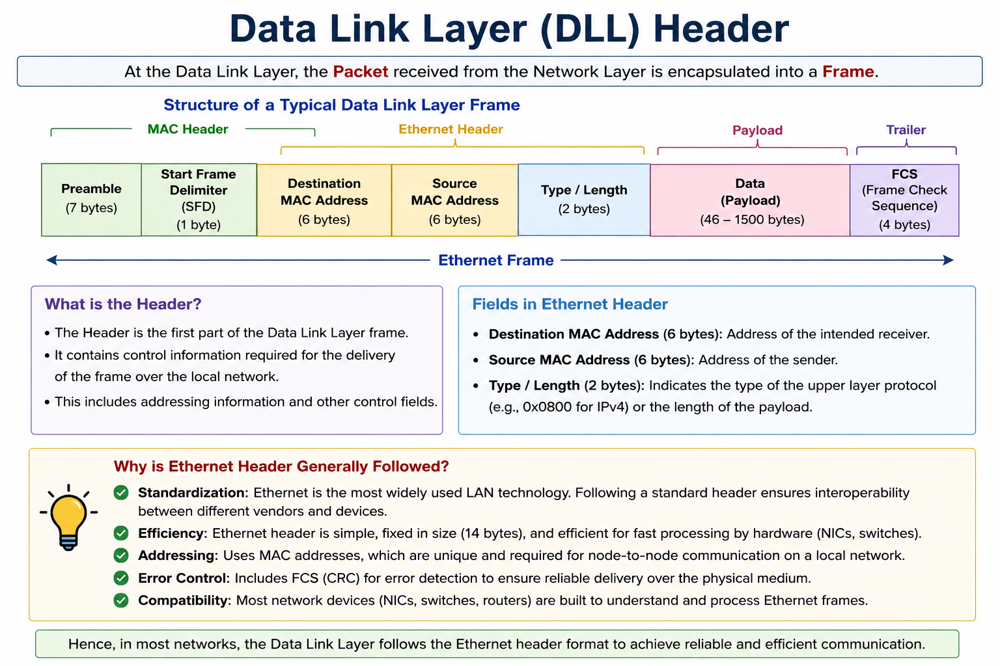 Data Link Layer (DLL) Header
At the Data Link Layer, the Packet received from the Network Layer is encapsulated into a Frame.
Structure of a Typical Data Link Layer Frame
MAC Header
Ethernet Header
Payload
Trailer
Preamble
(7 bytes)
Start Frame
Delimiter
(SFD)
(1 byte)
Destination
MAC Address
(6 bytes)
Source
MAC Address
(6 bytes)
Type / Length
(2 bytes)
Data
(Payload)
(46 – 1500 bytes)
FCS
(Frame Check
Sequence)
(4 bytes)
Ethernet Frame
What is the Header?
• The Header is the first part of the Data Link Layer frame.
• It contains control information required for the delivery
of the frame over the local network.
• This includes addressing information and other control fields.
Fields in Ethernet Header
• Destination MAC Address (6 bytes): Address of the intended receiver.
• Source MAC Address (6 bytes): Address of the sender.
• Type / Length (2 bytes): Indicates the type of the upper layer protocol
(e.g., 0x0800 for IPv4) or the length of the payload.
Why is Ethernet Header Generally Followed?
Standardization: Ethernet is the most widely used LAN technology. Following a standard header ensures interoperability
between different vendors and devices.
Efficiency: Ethernet header is simple, fixed in size (14 bytes), and efficient for fast processing by hardware (NICs, switches).
Addressing: Uses MAC addresses, which are unique and required for node-to-node communication on a local network.
Error Control: Includes FCS (CRC) for error detection to ensure reliable delivery over the physical medium.
Compatibility: Most network devices (NICs, switches, routers) are built to understand and process Ethernet frames.
Hence, in most networks, the Data Link Layer follows the Ethernet header format to achieve reliable and efficient communication.